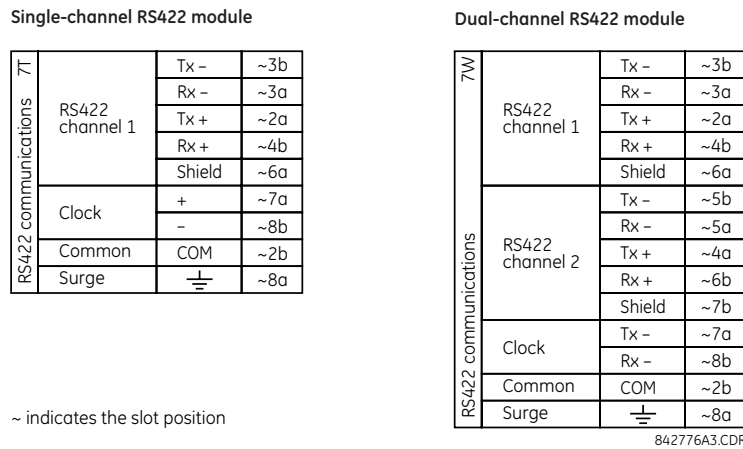 Single-channel RS422 module
7T
RS422 communications
RS422
channel 1
Tx – ~3b
Rx – ~3a
Tx + ~2a
Rx + ~4b
Shield ~6a
Clock
+ ~7a
– ~8b
Common COM ~2b
Surge ~8a
~ indicates the slot position
Dual-channel RS422 module
7W
RS422 communications
RS422
channel 1
Tx – ~3b
Rx – ~3a
Tx + ~2a
Rx + ~4b
Shield ~6a
RS422
channel 2
Tx – ~5b
Rx – ~5a
Tx + ~4a
Rx + ~6b
Shield ~7b
Clock
Tx – ~7a
Rx – ~8b
Common COM ~2b
Surge ~8a
842776A3.CDR